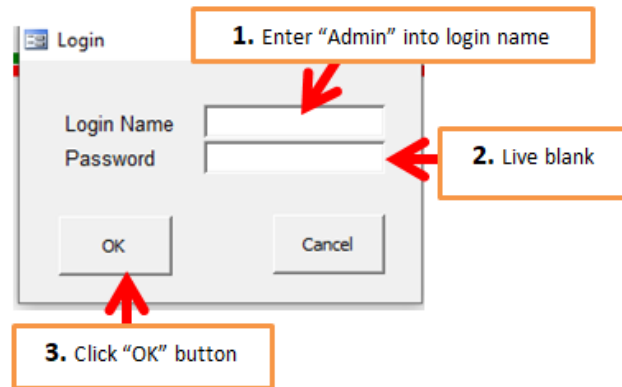 Login
1. Enter “Admin” into login name
Login Name
Password
2. Live blank
OK
Cancel
3. Click “OK” button